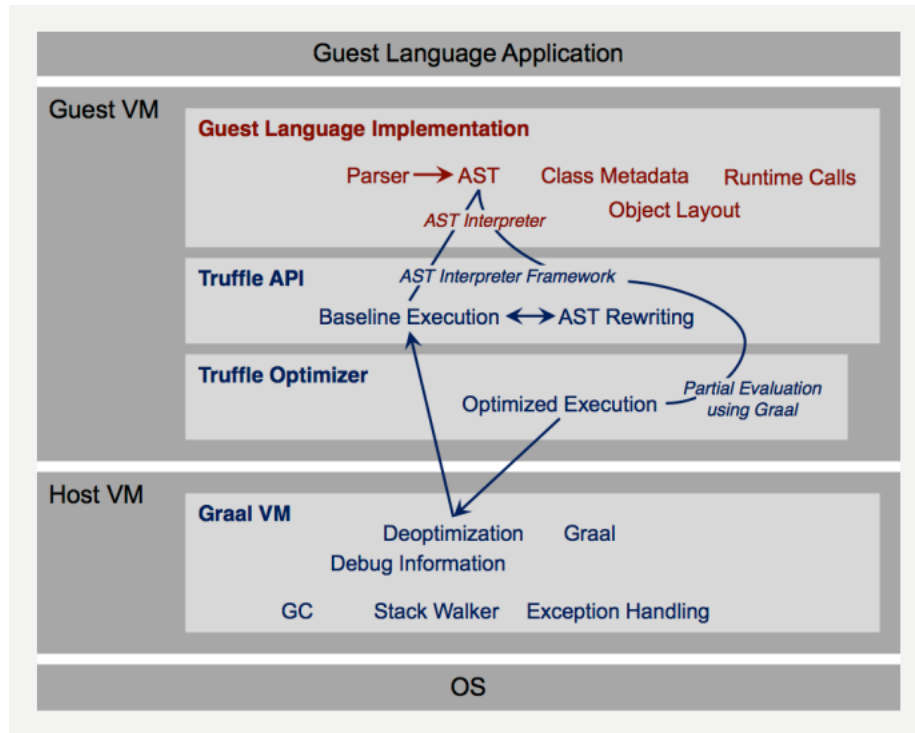 Guest Language Application
Guest VM
Guest Language Implementation
Parser AST Class Metadata Runtime Calls
Object Layout
AST Interpreter
Truffle API
AST Interpreter Framework
Baseline Execution AST Rewriting
Truffle Optimizer
Optimized Execution
Partial Evaluation
using Graal
Host VM
Graal VM
Deoptimization Graal
Debug Information
GC Stack Walker Exception Handling
OS